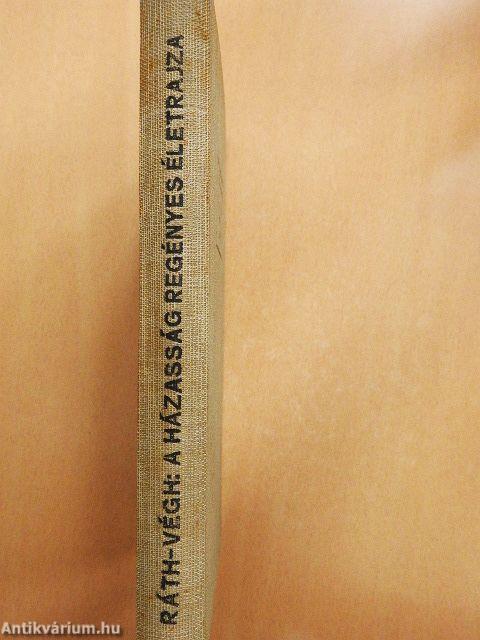 RÁTH-VÉGH: A HÁZASSÁG REGÉNYES ÉLETRAJZA
Antikvárium.hu